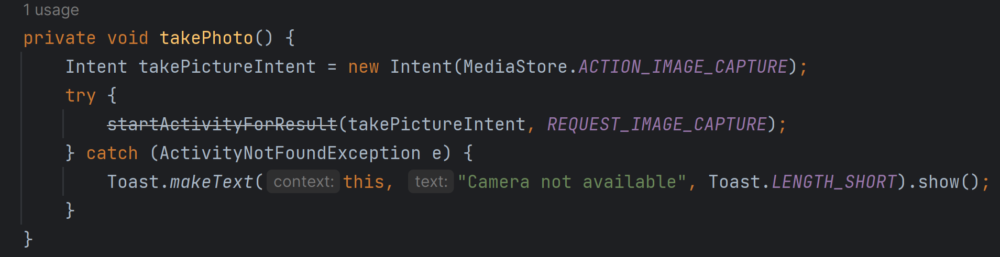 1 usage
private void takePhoto() {
Intent takePictureIntent = new Intent(MediaStore.ACTION_IMAGE_CAPTURE);
try {
startActivityForResult(takePictureIntent, REQUEST_IMAGE_CAPTURE);
} catch (ActivityNotFoundException e) {
Toast.makeText( context: this, text: "Camera not available", Toast.LENGTH_SHORT).show();
}
}